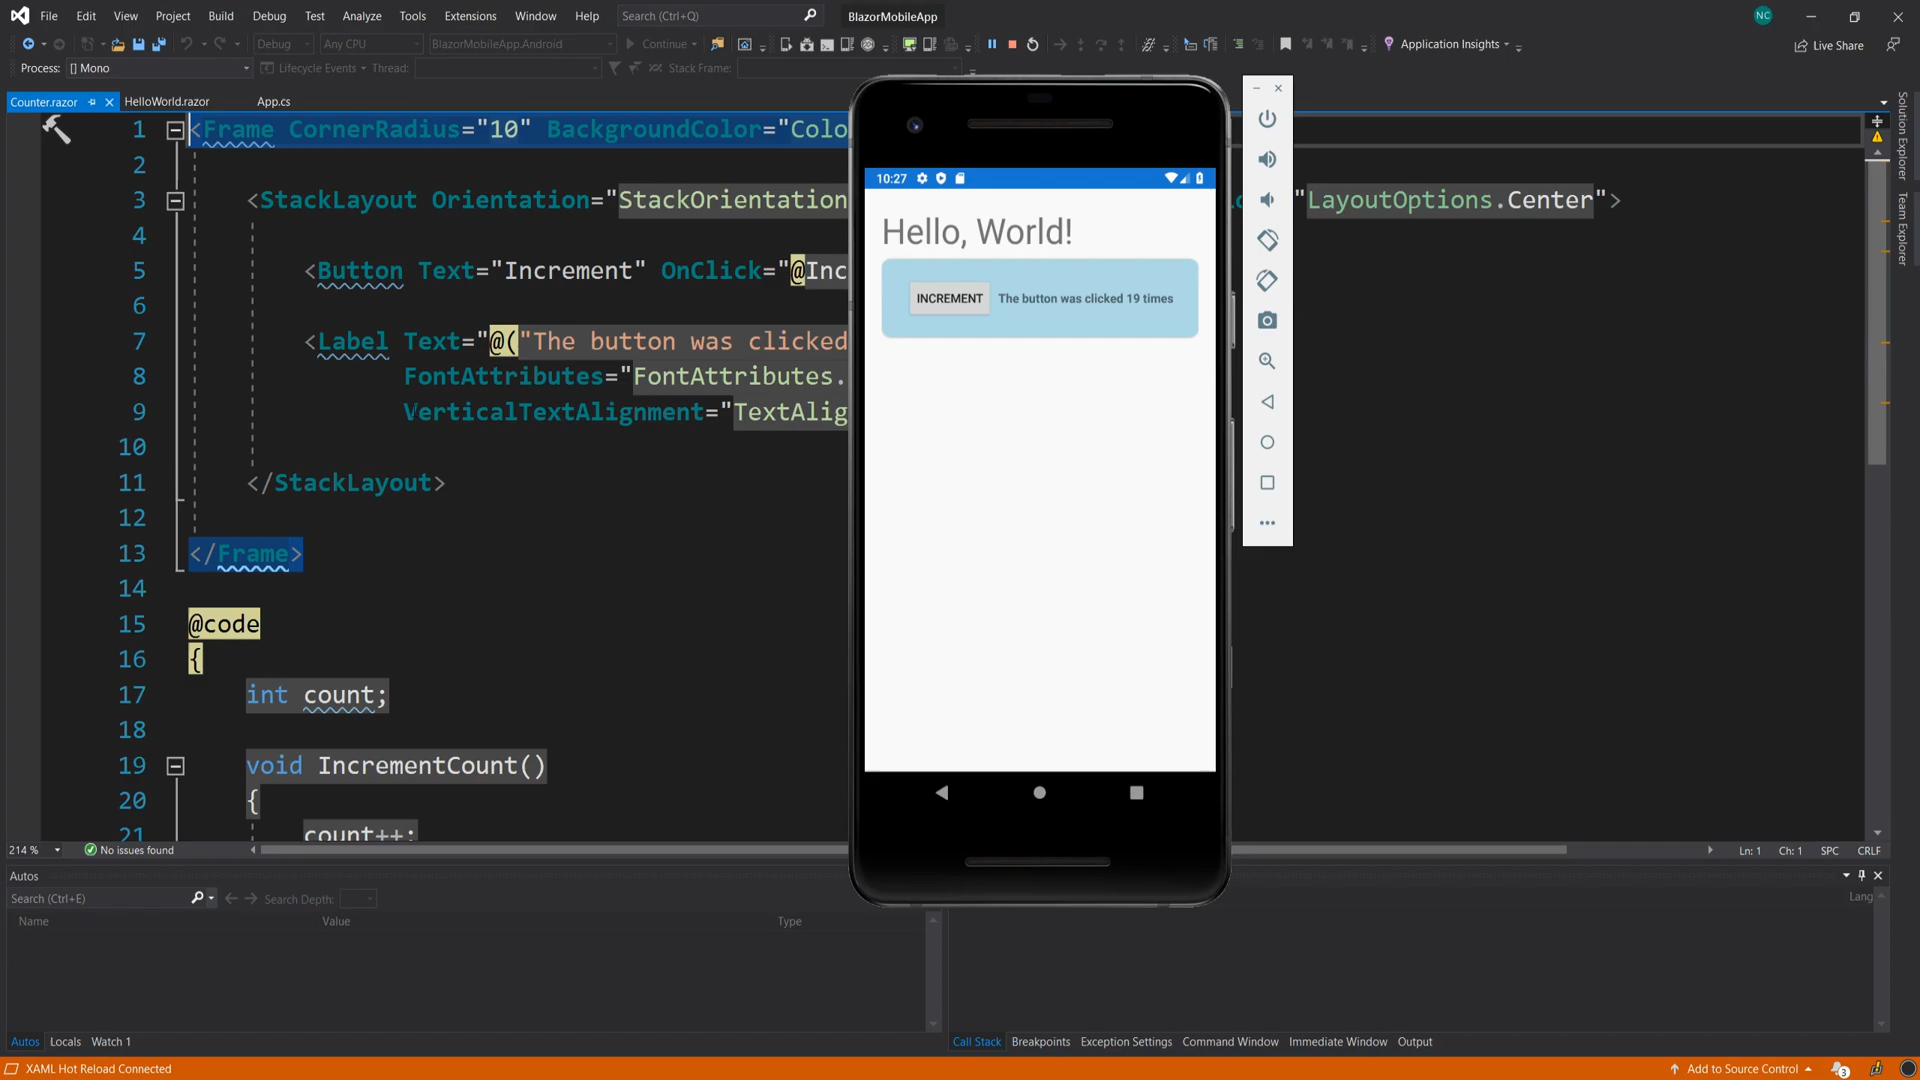 File Edit View Project Build Debug Test Analyze Tools Extensions Window Help Search (Ctrl+Q) BlazorMobileApp NC
Debug Any CPU BlazorMobileApp.Android Continue Application Insights Live Share
Process: [] Mono Lifecycle Events Thread: Stack Frame:
Counter.razor HelloWorld.razor App.cs
1 <Frame CornerRadius="10" BackgroundColor="Colo
2
3 <StackLayout Orientation="StackOrientation "LayoutOptions.Center">
4
5 <Button Text="Increment" OnClick="@Inc
6
7 <Label Text="@("The button was clicked
8 FontAttributes="FontAttributes.
9 VerticalTextAlignment="TextAlig
10
11 </StackLayout>
12
13 </Frame>
14
15 @code
16 {
17 int count;
18
19 void IncrementCount()
20 {
21 count++;
10:27
Hello, World!
INCREMENT The button was clicked 19 times
Solution Explorer
Team Explorer
214 % No issues found Ln: 1 Ch: 1 SPC CRLF
Autos
Search (Ctrl+E) Search Depth: Lang
Name Value Type
Autos Locals Watch 1 Call Stack Breakpoints Exception Settings Command Window Immediate Window Output
XAML Hot Reload Connected Add to Source Control 3